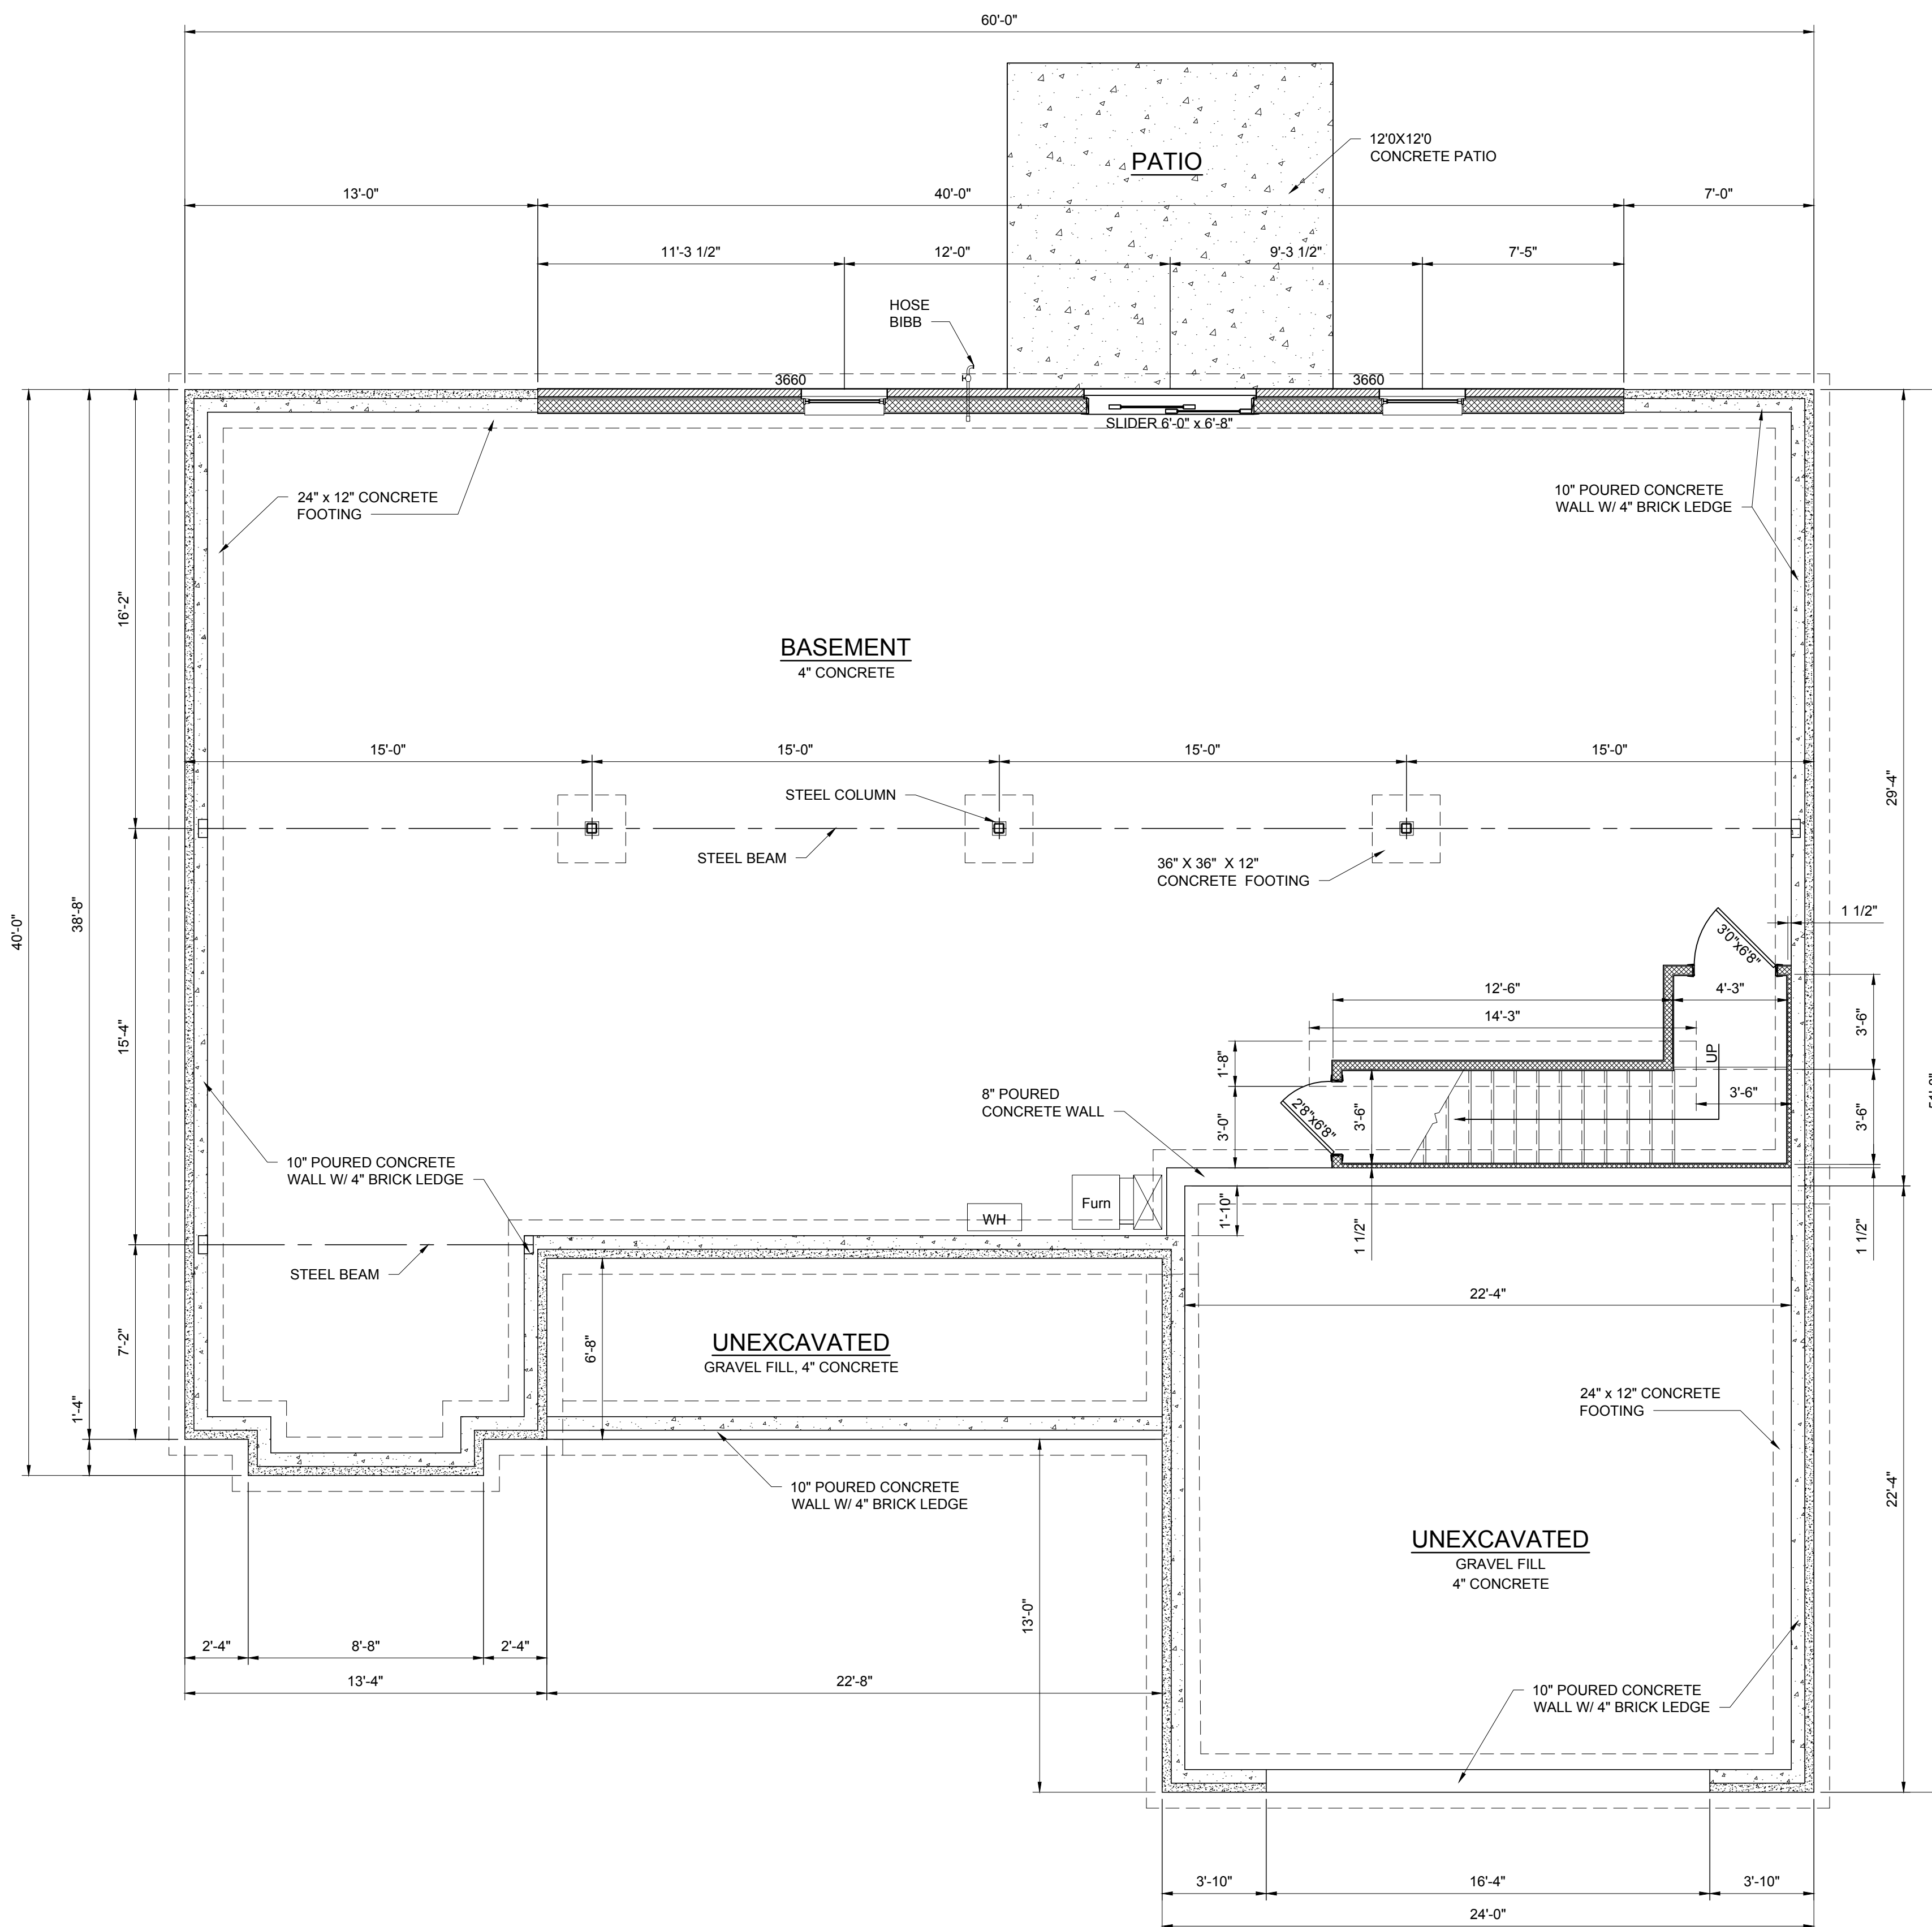 60'-0"
12'0X12'0
CONCRETE PATIO
PATIO
13'-0"
40'-0"
7'-0"
11'-3 1/2"
12'-0"
9'-3 1/2"
7'-5"
HOSE
BIBB
3660
3660
SLIDER 6'-0" x 6'-8"
24" x 12" CONCRETE
FOOTING
10" POURED CONCRETE
WALL W/ 4" BRICK LEDGE
16'-2"
BASEMENT
4" CONCRETE
15'-0"
15'-0"
15'-0"
15'-0"
29'-4"
STEEL COLUMN
STEEL BEAM
36" X 36" X 12"
CONCRETE FOOTING
40'-0"
38'-8"
1 1/2"
3'0"x6'8"
12'-6"
4'-3"
14'-3"
3'-6"
15'-4"
1'-8"
UP
8" POURED
CONCRETE WALL
3'-6"
2'8"x6'8"
3'-0"
3'-6"
3'-6"
10" POURED CONCRETE
WALL W/ 4" BRICK LEDGE
Furn
WH
1'-10"
1 1/2"
1 1/2"
STEEL BEAM
22'-4"
7'-2"
6'-8"
UNEXCAVATED
GRAVEL FILL, 4" CONCRETE
1'-4"
24" x 12" CONCRETE
FOOTING
22'-4"
10" POURED CONCRETE
WALL W/ 4" BRICK LEDGE
UNEXCAVATED
GRAVEL FILL
4" CONCRETE
13'-0"
2'-4"
8'-8"
2'-4"
13'-4"
22'-8"
10" POURED CONCRETE
WALL W/ 4" BRICK LEDGE
3'-10"
16'-4"
3'-10"
24'-0"